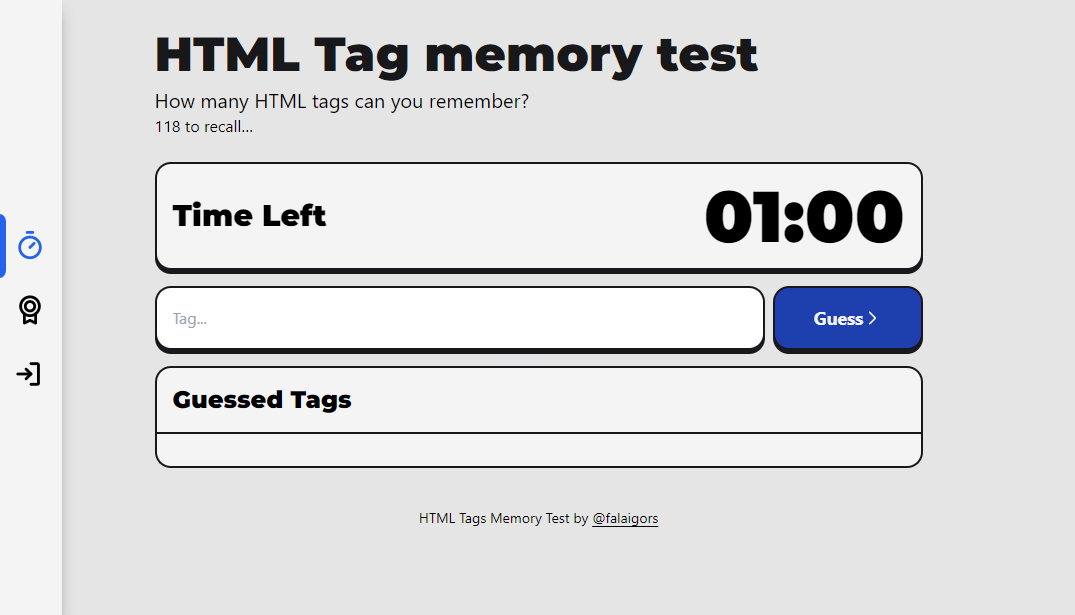 HTML Tag memory test
How many HTML tags can you remember?
118 to recall...
Time Left
01:00
Tag...
Guess
Guessed Tags
HTML Tags Memory Test by @falaigors